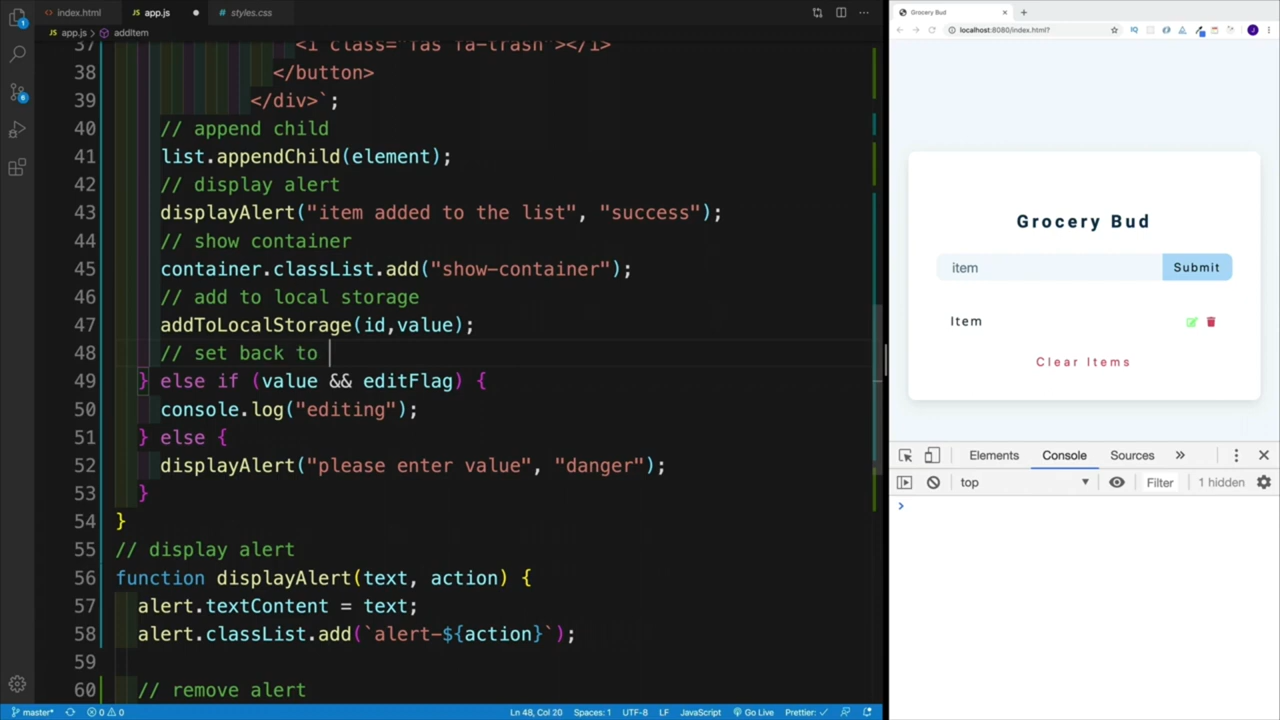 index.html
app.js
styles.css
app.js
addItem
Grocery Bud
localhost:8080/index.html?
37 <i class="fas fa-trash"></i>
38 </button>
39 </div>`;
40 // append child
41 list.appendChild(element);
42 // display alert
43 displayAlert("item added to the list", "success");
44 // show container
45 container.classList.add("show-container");
46 // add to local storage
47 addToLocalStorage(id,value);
48 // set back to
49 } else if (value && editFlag) {
50 console.log("editing");
51 } else {
52 displayAlert("please enter value", "danger");
53 }
54 }
55 // display alert
56 function displayAlert(text, action) {
57 alert.textContent = text;
58 alert.classList.add(`alert-${action}`);
59
60 // remove alert
Grocery Bud
item Submit
Item
Clear Items
Elements Console Sources
top Filter 1 hidden
1
6
master* 0 0 Ln 48, Col 20 Spaces: 1 UTF-8 LF JavaScript Go Live Prettier: ✓